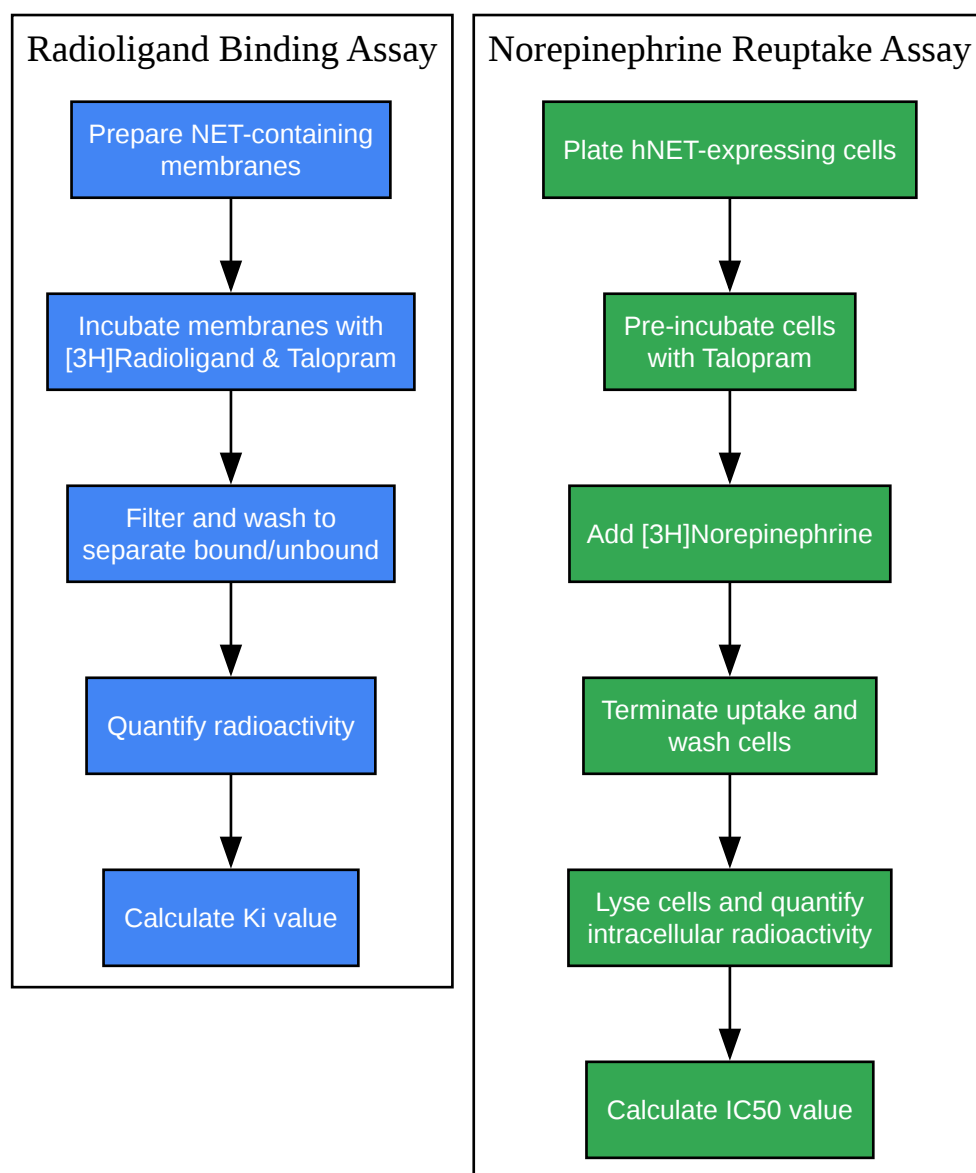 Radioligand Binding Assay
Prepare NET-containing
membranes
Incubate membranes with
[3H]Radioligand & Talopram
Filter and wash to
separate bound/unbound
Quantify radioactivity
Calculate Ki value
Norepinephrine Reuptake Assay
Plate hNET-expressing cells
Pre-incubate cells
with Talopram
Add [3H]Norepinephrine
Terminate uptake and
wash cells
Lyse cells and quantify
intracellular radioactivity
Calculate IC50 value